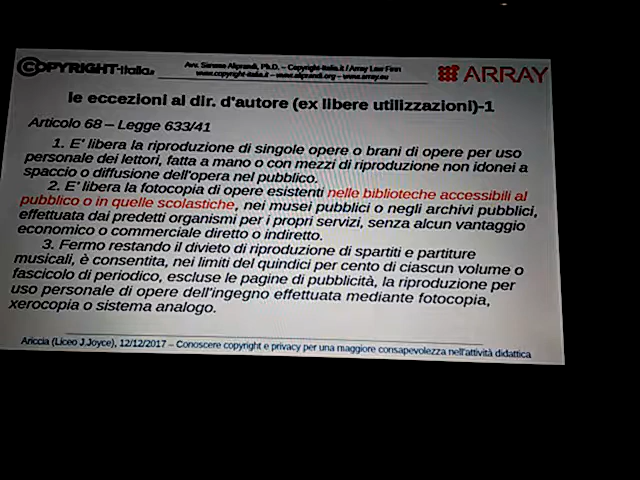 COPYRIGHT-Italia.it
Avv. Simone Aliprandi, Ph.D. – Copyright-Italia.it / Array Law Firm
www.copyright-italia.it – www.aliprandi.org – www.array.eu
ARRAY
le eccezioni al dir. d'autore (ex libere utilizzazioni)-1
Articolo 68 – Legge 633/41
1. E' libera la riproduzione di singole opere o brani di opere per uso
personale dei lettori, fatta a mano o con mezzi di riproduzione non idonei a
spaccio o diffusione dell'opera nel pubblico.
2. E' libera la fotocopia di opere esistenti nelle biblioteche accessibili al
pubblico o in quelle scolastiche, nei musei pubblici o negli archivi pubblici,
effettuata dai predetti organismi per i propri servizi, senza alcun vantaggio
economico o commerciale diretto o indiretto.
3. Fermo restando il divieto di riproduzione di spartiti e partiture
musicali, è consentita, nei limiti del quindici per cento di ciascun volume o
fascicolo di periodico, escluse le pagine di pubblicità, la riproduzione per
uso personale di opere dell'ingegno effettuata mediante fotocopia,
xerocopia o sistema analogo.
Ariccia (Liceo J.Joyce), 12/12/2017 – Conoscere copyright e privacy per una maggiore consapevolezza nell'attività didattica